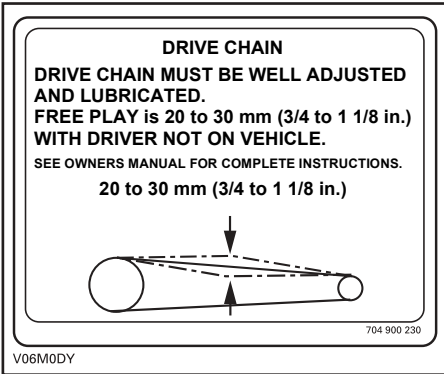 DRIVE CHAIN
DRIVE CHAIN MUST BE WELL ADJUSTED
AND LUBRICATED.
FREE PLAY is 20 to 30 mm (3/4 to 1 1/8 in.)
WITH DRIVER NOT ON VEHICLE.
SEE OWNERS MANUAL FOR COMPLETE INSTRUCTIONS.
20 to 30 mm (3/4 to 1 1/8 in.)
704 900 230
V06M0DY